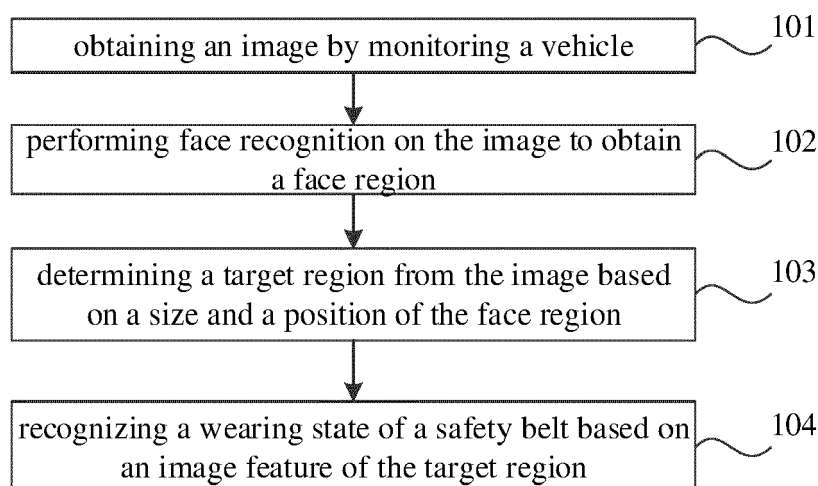 obtaining an image by monitoring a vehicle
101
performing face recognition on the image to obtain
a face region
102
determining a target region from the image based
on a size and a position of the face region
103
recognizing a wearing state of a safety belt based on
an image feature of the target region
104